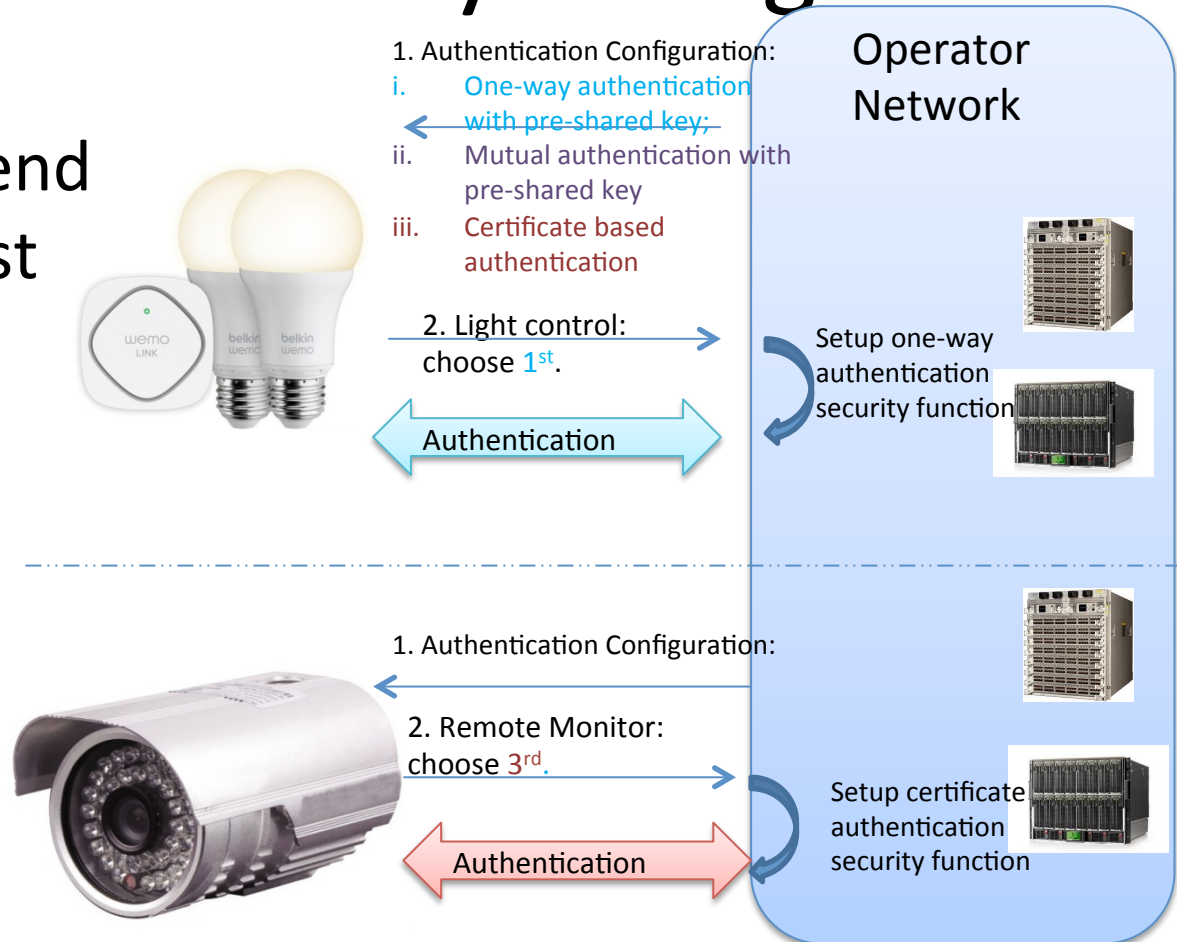 end
st
1. Authentication Configuration:
i. One-way authentication
with pre-shared key;
ii. Mutual authentication with
pre-shared key
iii. Certificate based
authentication
Operator
Network
wemo
LINK
belkin
wemo
belkin
wemo
2. Light control:
choose 1st.
Setup one-way
authentication
security function
Authentication
1. Authentication Configuration:
2. Remote Monitor:
choose 3rd.
Setup certificate
authentication
security function
Authentication